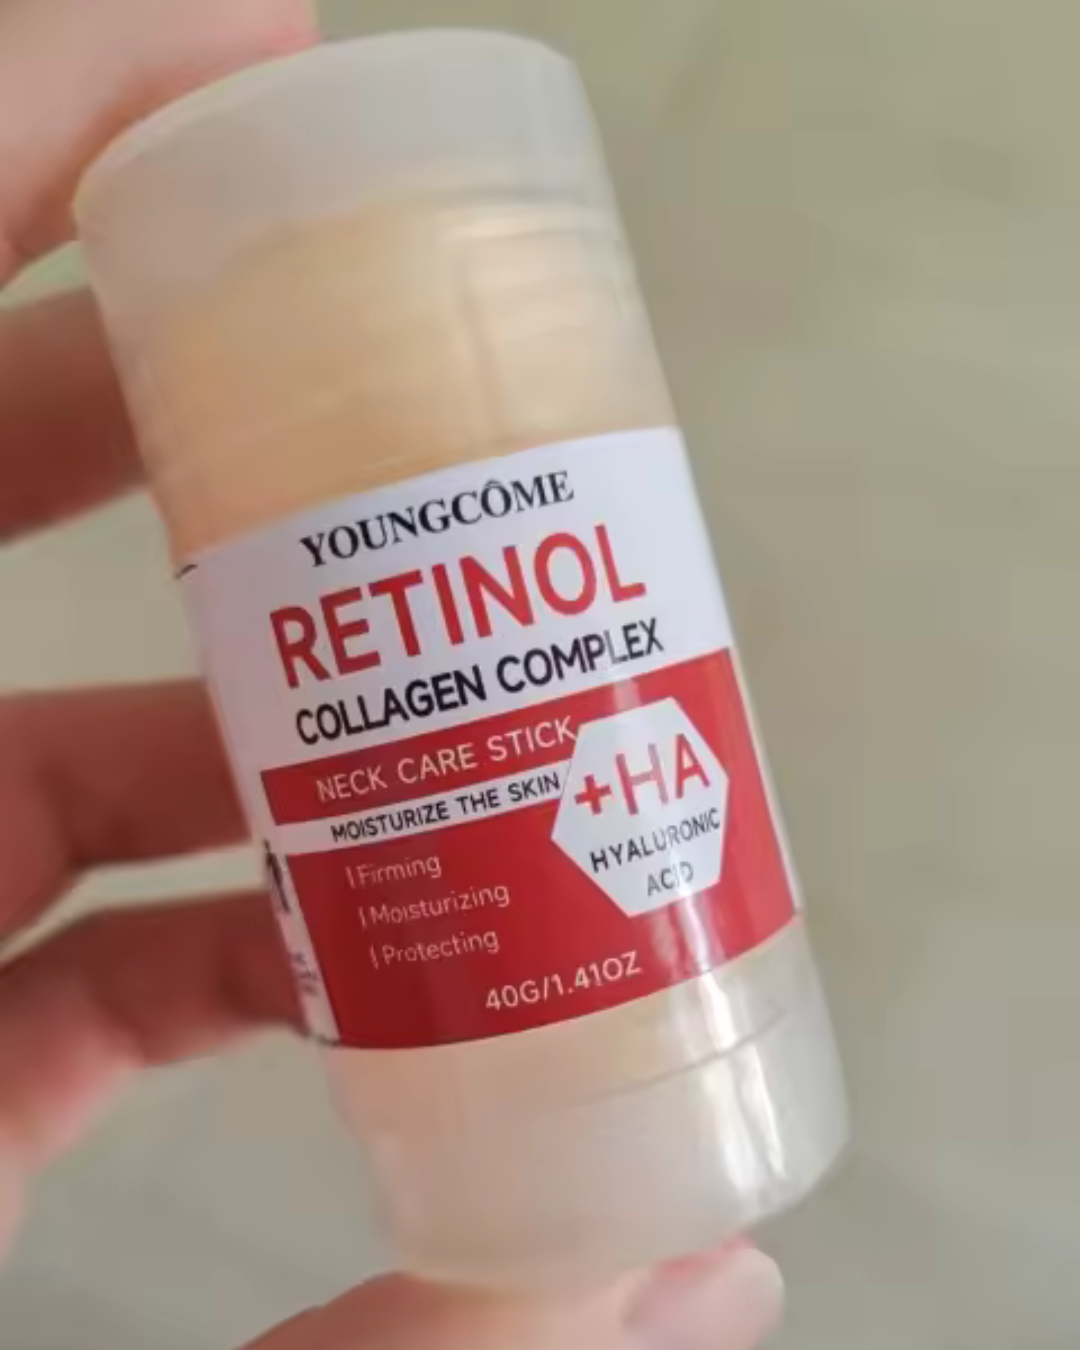 YOUNGCÔME
RETINOL
COLLAGEN COMPLEX
NECK CARE STICK
MOISTURIZE THE SKIN
+HA
HYALURONIC
ACID
Firming
Moisturizing
Protecting
40G/1.41OZ